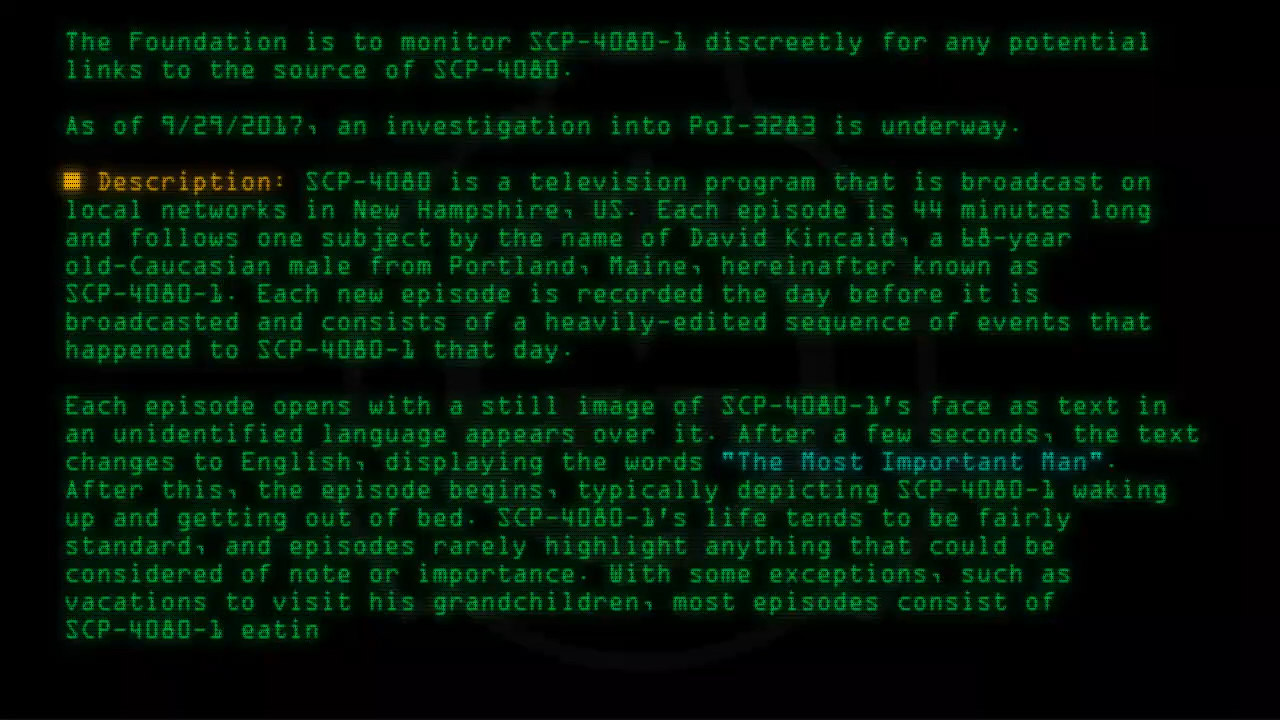 The Foundation is to monitor SCP-4080-1 discreetly for any potential
links to the source of SCP-4080.
As of 9/29/2017, an investigation into PoI-3283 is underway.
■ Description: SCP-4080 is a television program that is broadcast on
local networks in New Hampshire, US. Each episode is 44 minutes long
and follows one subject by the name of David Kincaid, a 68-year
old-Caucasian male from Portland, Maine, hereinafter known as
SCP-4080-1. Each new episode is recorded the day before it is
broadcasted and consists of a heavily-edited sequence of events that
happened to SCP-4080-1 that day.
Each episode opens with a still image of SCP-4080-1's face as text in
an unidentified language appears over it. After a few seconds, the text
changes to English, displaying the words "The Most Important Man".
After this, the episode begins, typically depicting SCP-4080-1 waking
up and getting out of bed. SCP-4080-1's life tends to be fairly
standard, and episodes rarely highlight anything that could be
considered of note or importance. With some exceptions, such as
vacations to visit his grandchildren, most episodes consist of
SCP-4080-1 eatin